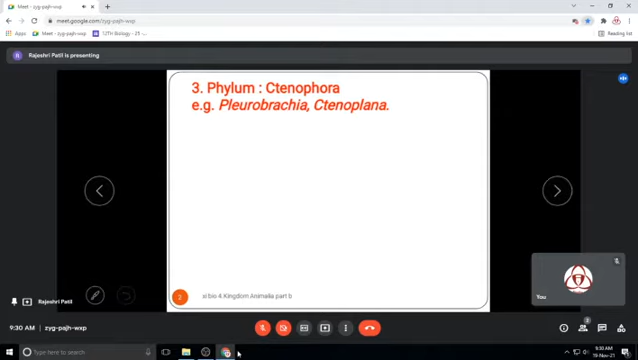 Meet - zyg-pajh-wxp
meet.google.com/zyg-pajh-wxp
Apps
Meet - zyg-pajh-wxp
12TH Biology - 21 -
Reading list
R
Rajeshri Patil is presenting
3. Phylum : Ctenophora
e.g. Pleurobrachia, Ctenoplana.
2
xi bio 4 Kingdom Animalia part b
Rajeshri Patil
You
9:30 AM | zyg-pajh-wxp
Type here to search
9:30 AM
19-Nov-21